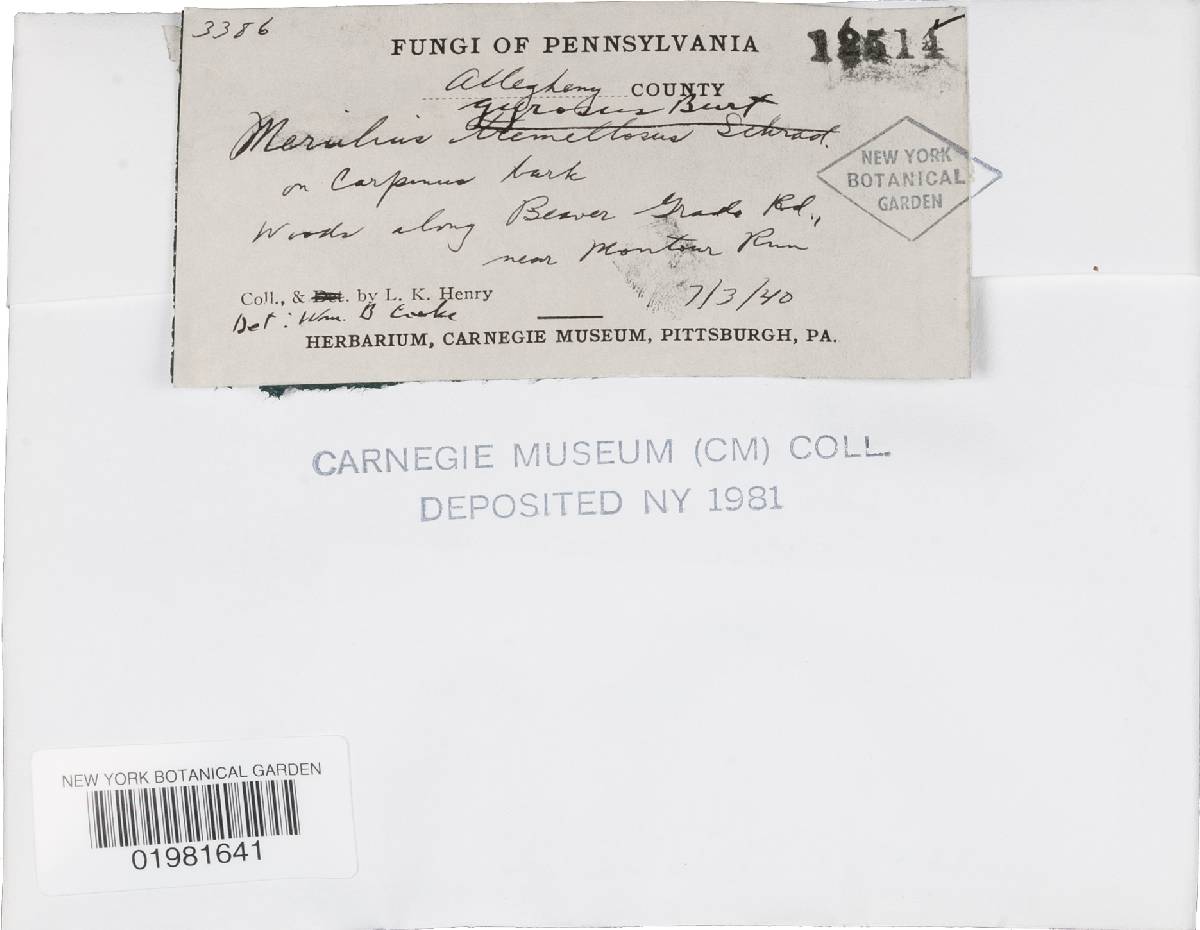 3386
FUNGI OF PENNSYLVANIA
Allegheny COUNTY
gyrosus Burt
Merulius tremellosus Schrad.
on Carpinus bark
Woods along Beaver Grade Rd.,
near Montour Run
7/3/40
Coll., & Det. by L. K. Henry
Det: Wm. B Cooke
HERBARIUM, CARNEGIE MUSEUM, PITTSBURGH, PA.
NEW YORK
BOTANICAL
GARDEN
CARNEGIE MUSEUM (CM) COLL.
DEPOSITED NY 1981
NEW YORK BOTANICAL GARDEN
01981641